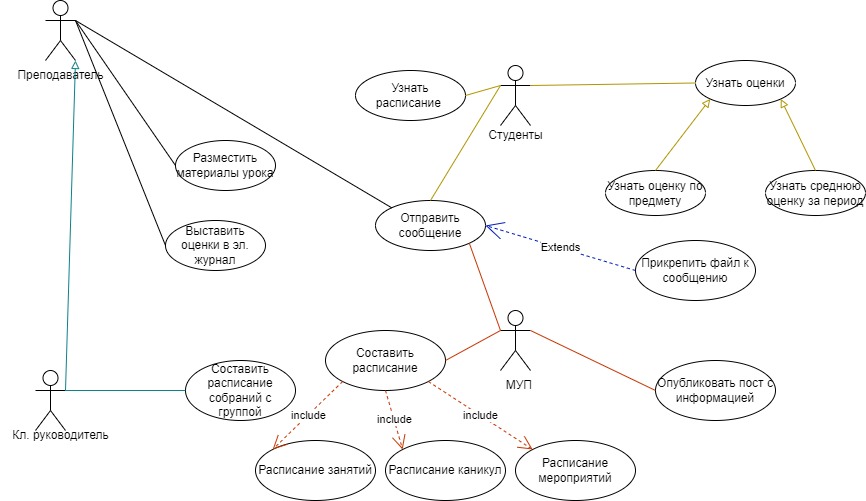 Преподаватель
Узнать
расписание
Студенты
Узнать оценки
Разместить
материалы урока
Узнать оценку по
предмету
Узнать среднюю
оценку за период
Отправить
сообщение
Выставить
оценки в эл.
журнал
Extends
Прикрепить файл к
сообщению
Составить
расписание
МУП
Составить
расписание
собраний с
группой
Опубликовать пост с
информацией
Кл. руководитель
include
include
include
Расписание занятий
Расписание каникул
Расписание
мероприятий